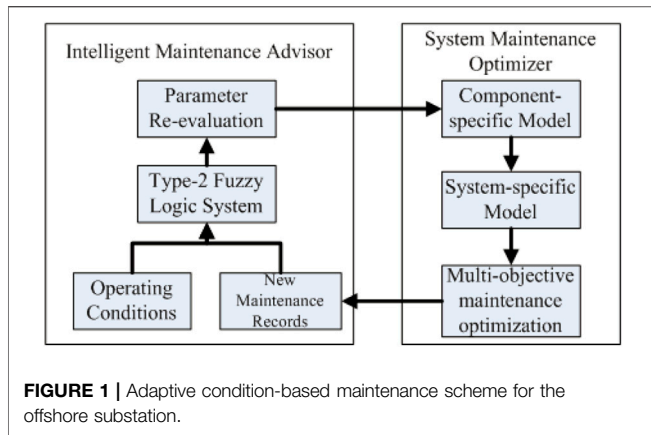 Intelligent Maintenance Advisor
Parameter
Re-evaluation
Type-2 Fuzzy
Logic System
Operating
Conditions
New
Maintenance
Records
System Maintenance
Optimizer
Component-
specific Model
System-specific
Model
Multi-objective
maintenance
optimization
FIGURE 1 | Adaptive condition-based maintenance scheme for the
offshore substation.